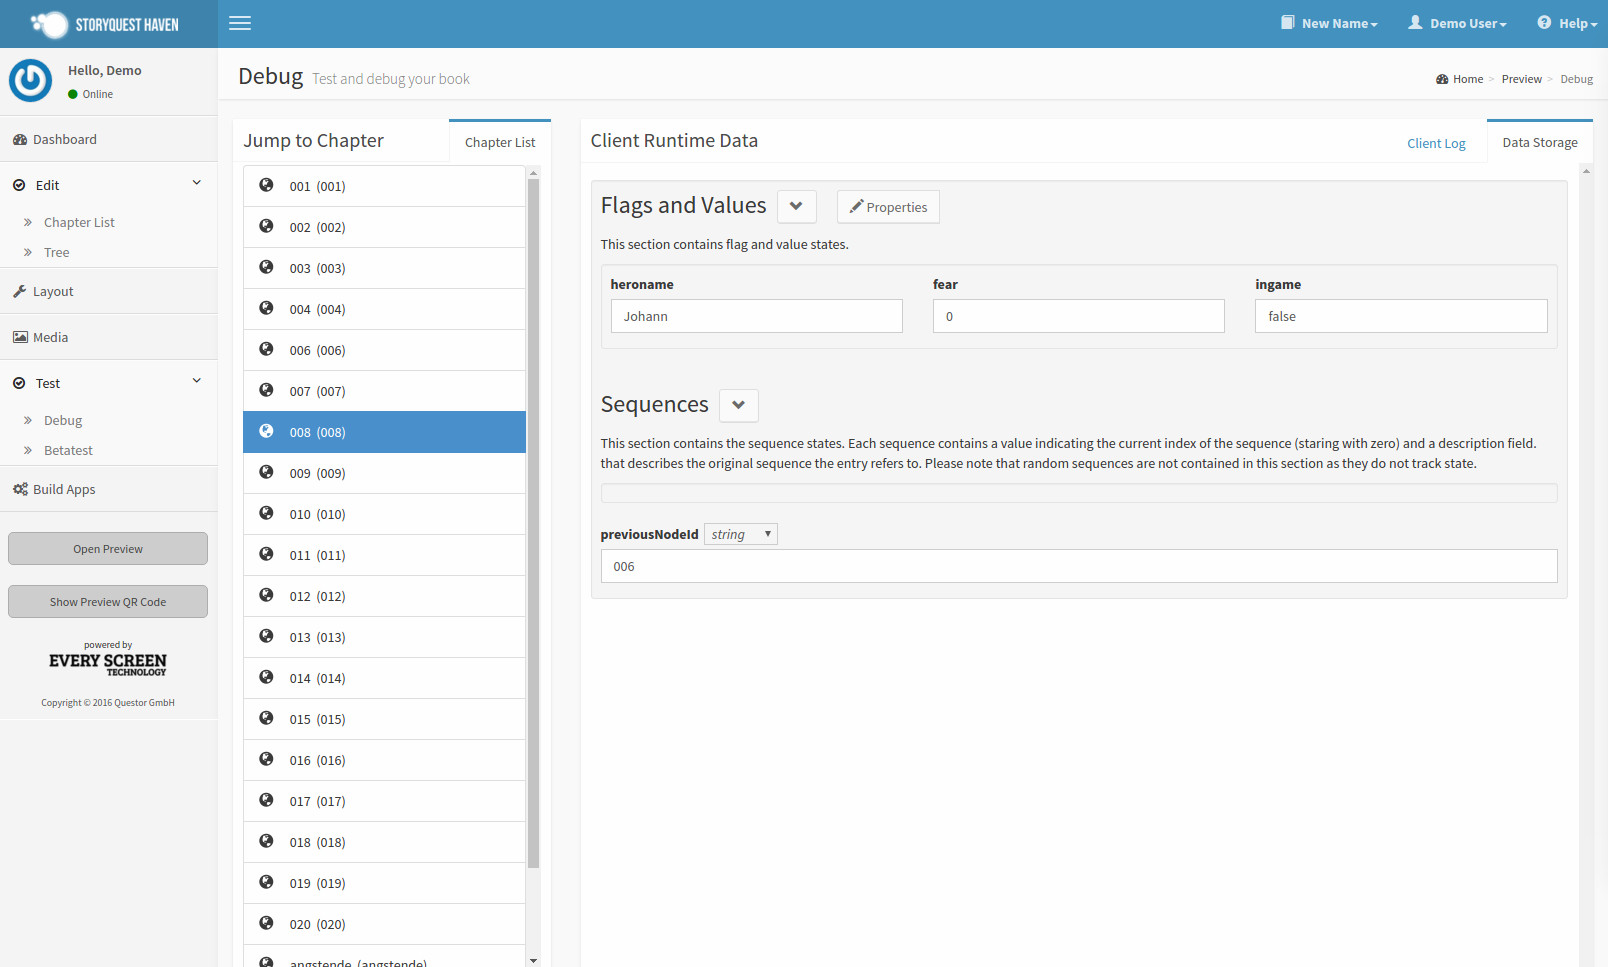 STORYQUEST HAVEN
New Name
Demo User
Help
Hello, Demo
Online
Debug Test and debug your book
Home > Preview > Debug
Dashboard
Edit
Chapter List
Tree
Layout
Media
Test
Debug
Betatest
Build Apps
Open Preview
Show Preview QR Code
powered by
EVERY SCREEN
TECHNOLOGY
Copyright © 2016 Questor GmbH
Jump to Chapter
Chapter List
001 (001)
002 (002)
003 (003)
004 (004)
006 (006)
007 (007)
008 (008)
009 (009)
010 (010)
011 (011)
012 (012)
013 (013)
014 (014)
015 (015)
016 (016)
017 (017)
018 (018)
019 (019)
020 (020)
angstende (angstende)
Client Runtime Data
Client Log
Data Storage
Flags and Values
Properties
This section contains flag and value states.
heroname
fear
ingame
Johann
0
false
Sequences
This section contains the sequence states. Each sequence contains a value indicating the current index of the sequence (staring with zero) and a description field.
that describes the original sequence the entry refers to. Please note that random sequences are not contained in this section as they do not track state.
previousNodeId string
006